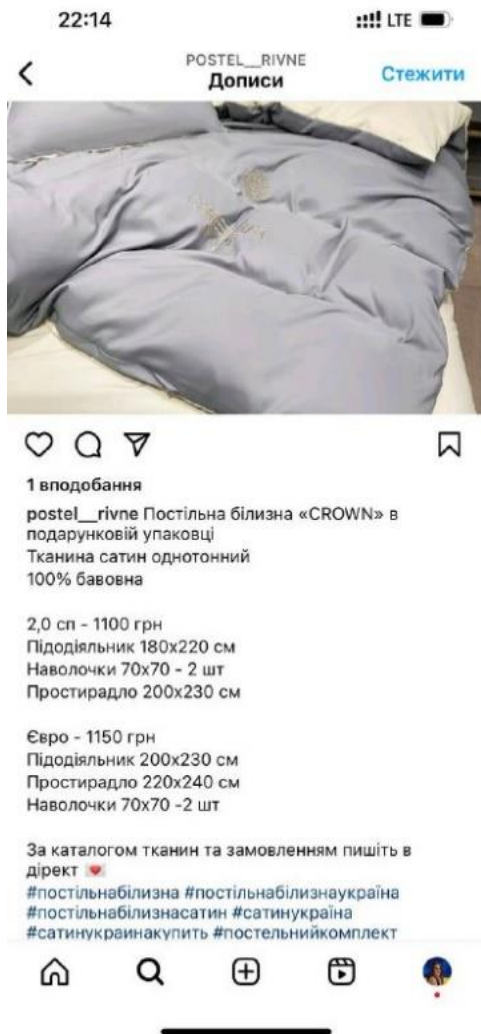 22:14
LTE
POSTEL__RIVNE
Дописи
Стежити
1 вподобання
postel__rivne Постільна білизна «CROWN» в
подарунковій упаковці
Тканина сатин однотонний
100% бавовна
2,0 сп - 1100 грн
Підодіяльник 180х220 см
Наволочки 70х70 - 2 шт
Простирадло 200х230 см
Євро - 1150 грн
Підодіяльник 200х230 см
Простирадло 220х240 см
Наволочки 70х70 -2 шт
За каталогом тканин та замовленням пишіть в
дірект 💌
#постільнабілизна #постільнабілизнаукраїна
#постільнабілизнасатин #сатинукраїна
#сатинукраинакупить #постельнийкомплект